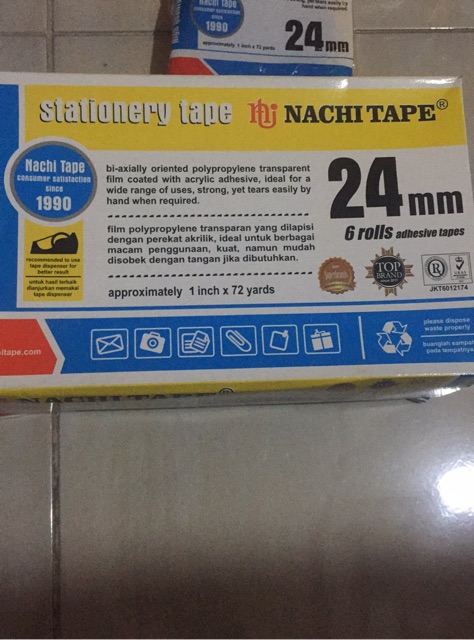 Nachi Tape
consumer satisfaction
since
1990
approximately 1 inch x 72 yards
24mm
stationery tape NACHI TAPE®
Nachi Tape
consumer satisfaction
since
1990
bi-axially oriented polypropylene transparent
film coated with acrylic adhesive, ideal for a
wide range of uses, strong, yet tears easily by
hand when required.
film polypropylene transparan yang dilapisi
dengan perekat akrilik, ideal untuk berbagai
macam penggunaan, kuat, namun mudah
disobek dengan tangan jika dibutuhkan.
approximately 1 inch x 72 yards
24mm
6 rolls adhesive tapes
recommended to use
tape dispenser for
better result
untuk hasil terbaik
dianjurkan memakai
tape dispenser
TOP
BRAND
R
JKT6012174
itape.com
please dispose
waste properly
buanglah sampa
pada tempatny
NACHI TAPE®